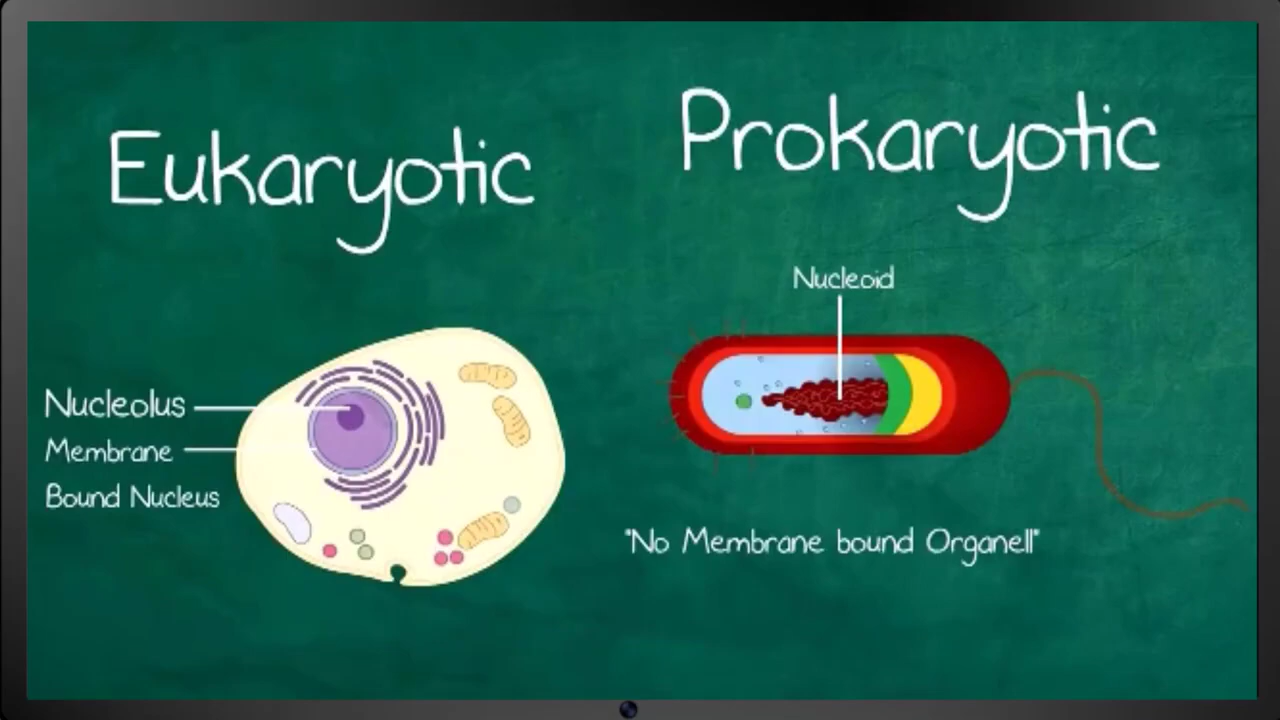 Eukaryotic
Prokaryotic
Nucleoid
Nucleolus
Membrane
Bound Nucleus
"No Membrane bound Organell"